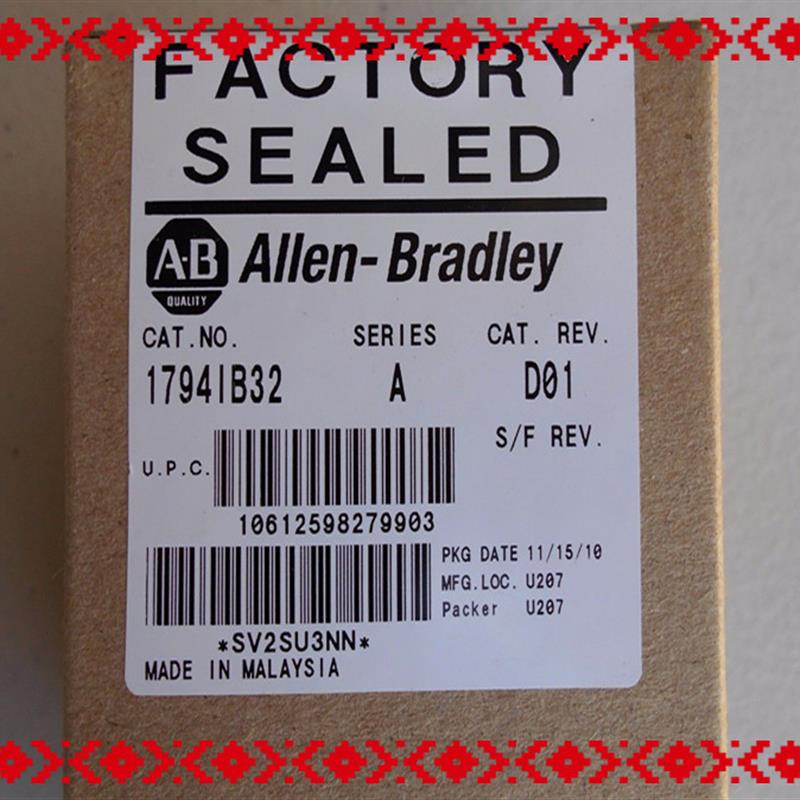 FACTORY
SEALED
A-B
QUALITY
Allen-Bradley
CAT.NO. SERIES CAT. REV.
1794IB32 A D01
S/F REV.
U.P.C.
10612598279903
PKG DATE 11/15/10
MFG.LOC. U207
Packer U207
*SV2SU3NN*
MADE IN MALAYSIA